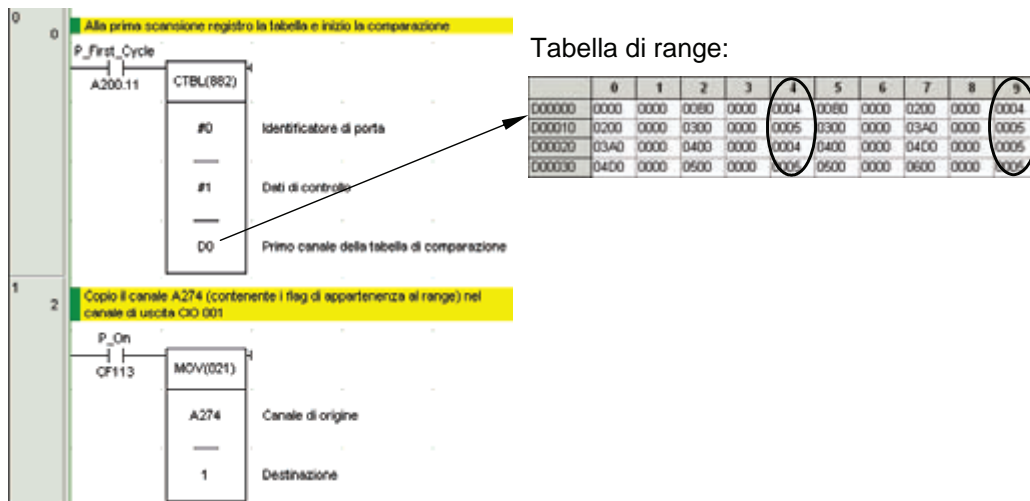 0
0
Alla prima scansione registro la tabella e inizio la comparazione
P_First_Cycle
A200.11
CTBL(882)
#0 Identificatore di porta
#1 Dati di controllo
D0 Primo canale della tabella di comparazione
1
2
Copio il canale A274 (contenente i flag di appartenenza al range) nel
canale di uscita CIO 001
P_On
CF113
MOV(021)
A274 Canale di origine
1 Destinazione
Tabella di range:
0 1 2 3 4 5 6 7 8 9
D00000 0000 0000 00B0 0000 0004 00B0 0000 0200 0000 0004
D00010 0200 0000 0300 0000 0005 0300 0000 03A0 0000 0005
D00020 03A0 0000 0400 0000 0004 0400 0000 04D0 0000 0005
D00030 04D0 0000 0500 0000 0005 0500 0000 0600 0000 0005